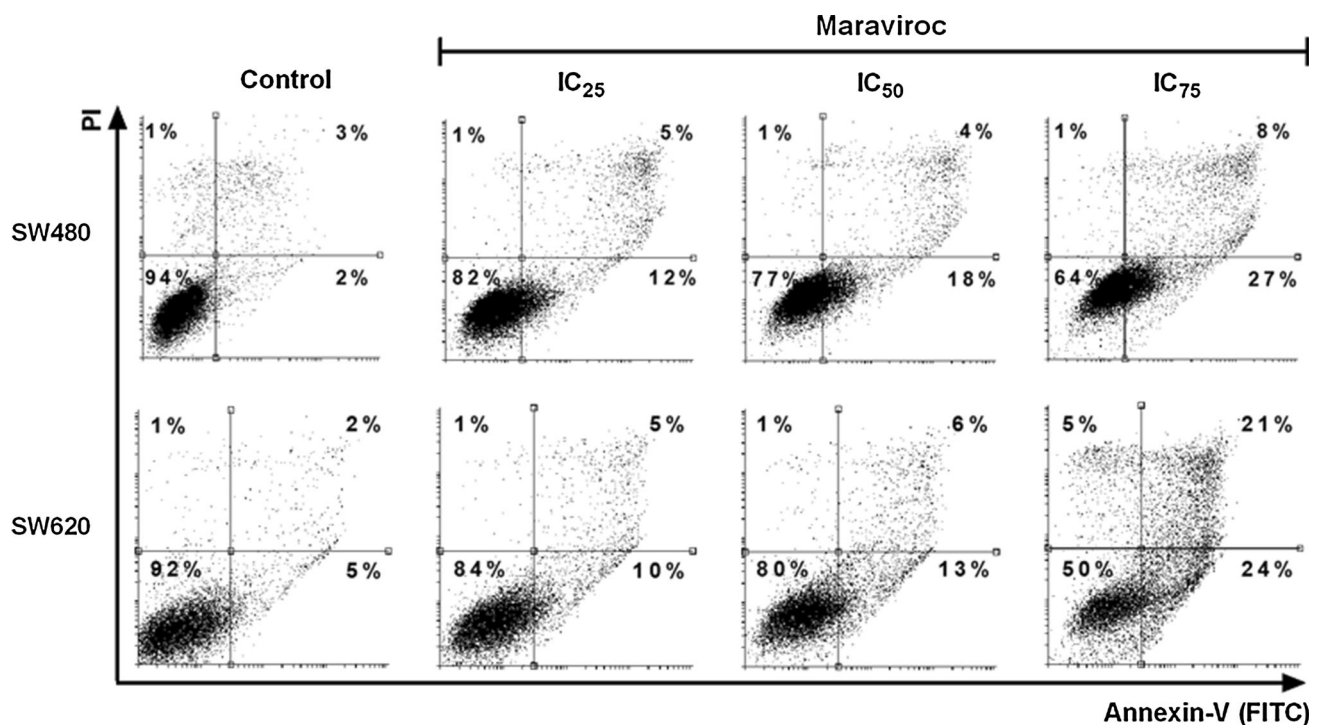 Maraviroc
Control IC25 IC50 IC75
PI
SW480
1% 3% 1% 5% 1% 4% 1% 8%
94% 2% 82% 12% 77% 18% 64% 27%
SW620
1% 2% 1% 5% 1% 6% 5% 21%
92% 5% 84% 10% 80% 13% 50% 24%
Annexin-V (FITC)